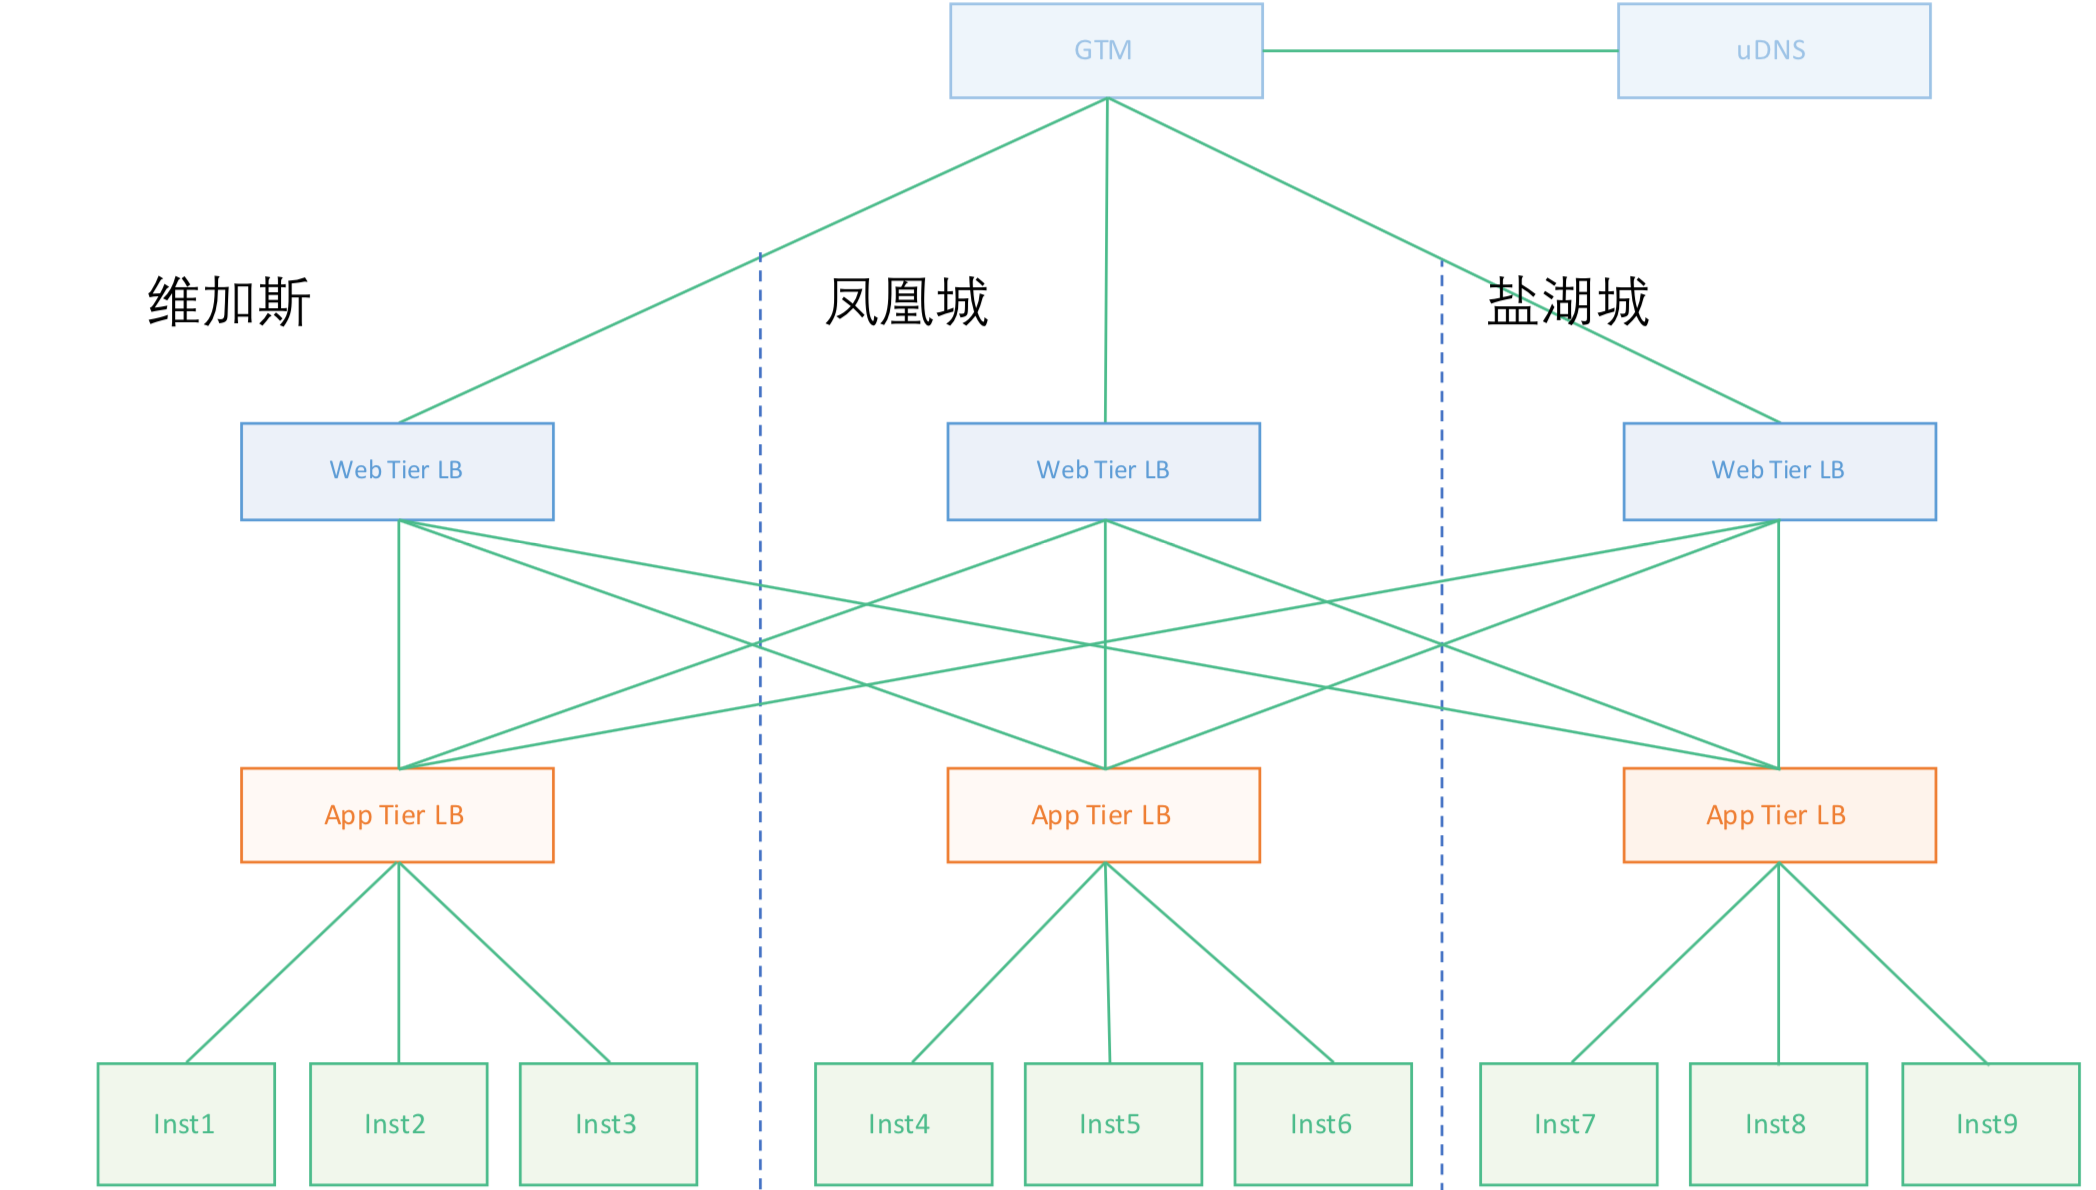 GTM
uDNS
维加斯
凤凰城
盐湖城
Web Tier LB
Web Tier LB
Web Tier LB
App Tier LB
App Tier LB
App Tier LB
Inst1
Inst2
Inst3
Inst4
Inst5
Inst6
Inst7
Inst8
Inst9